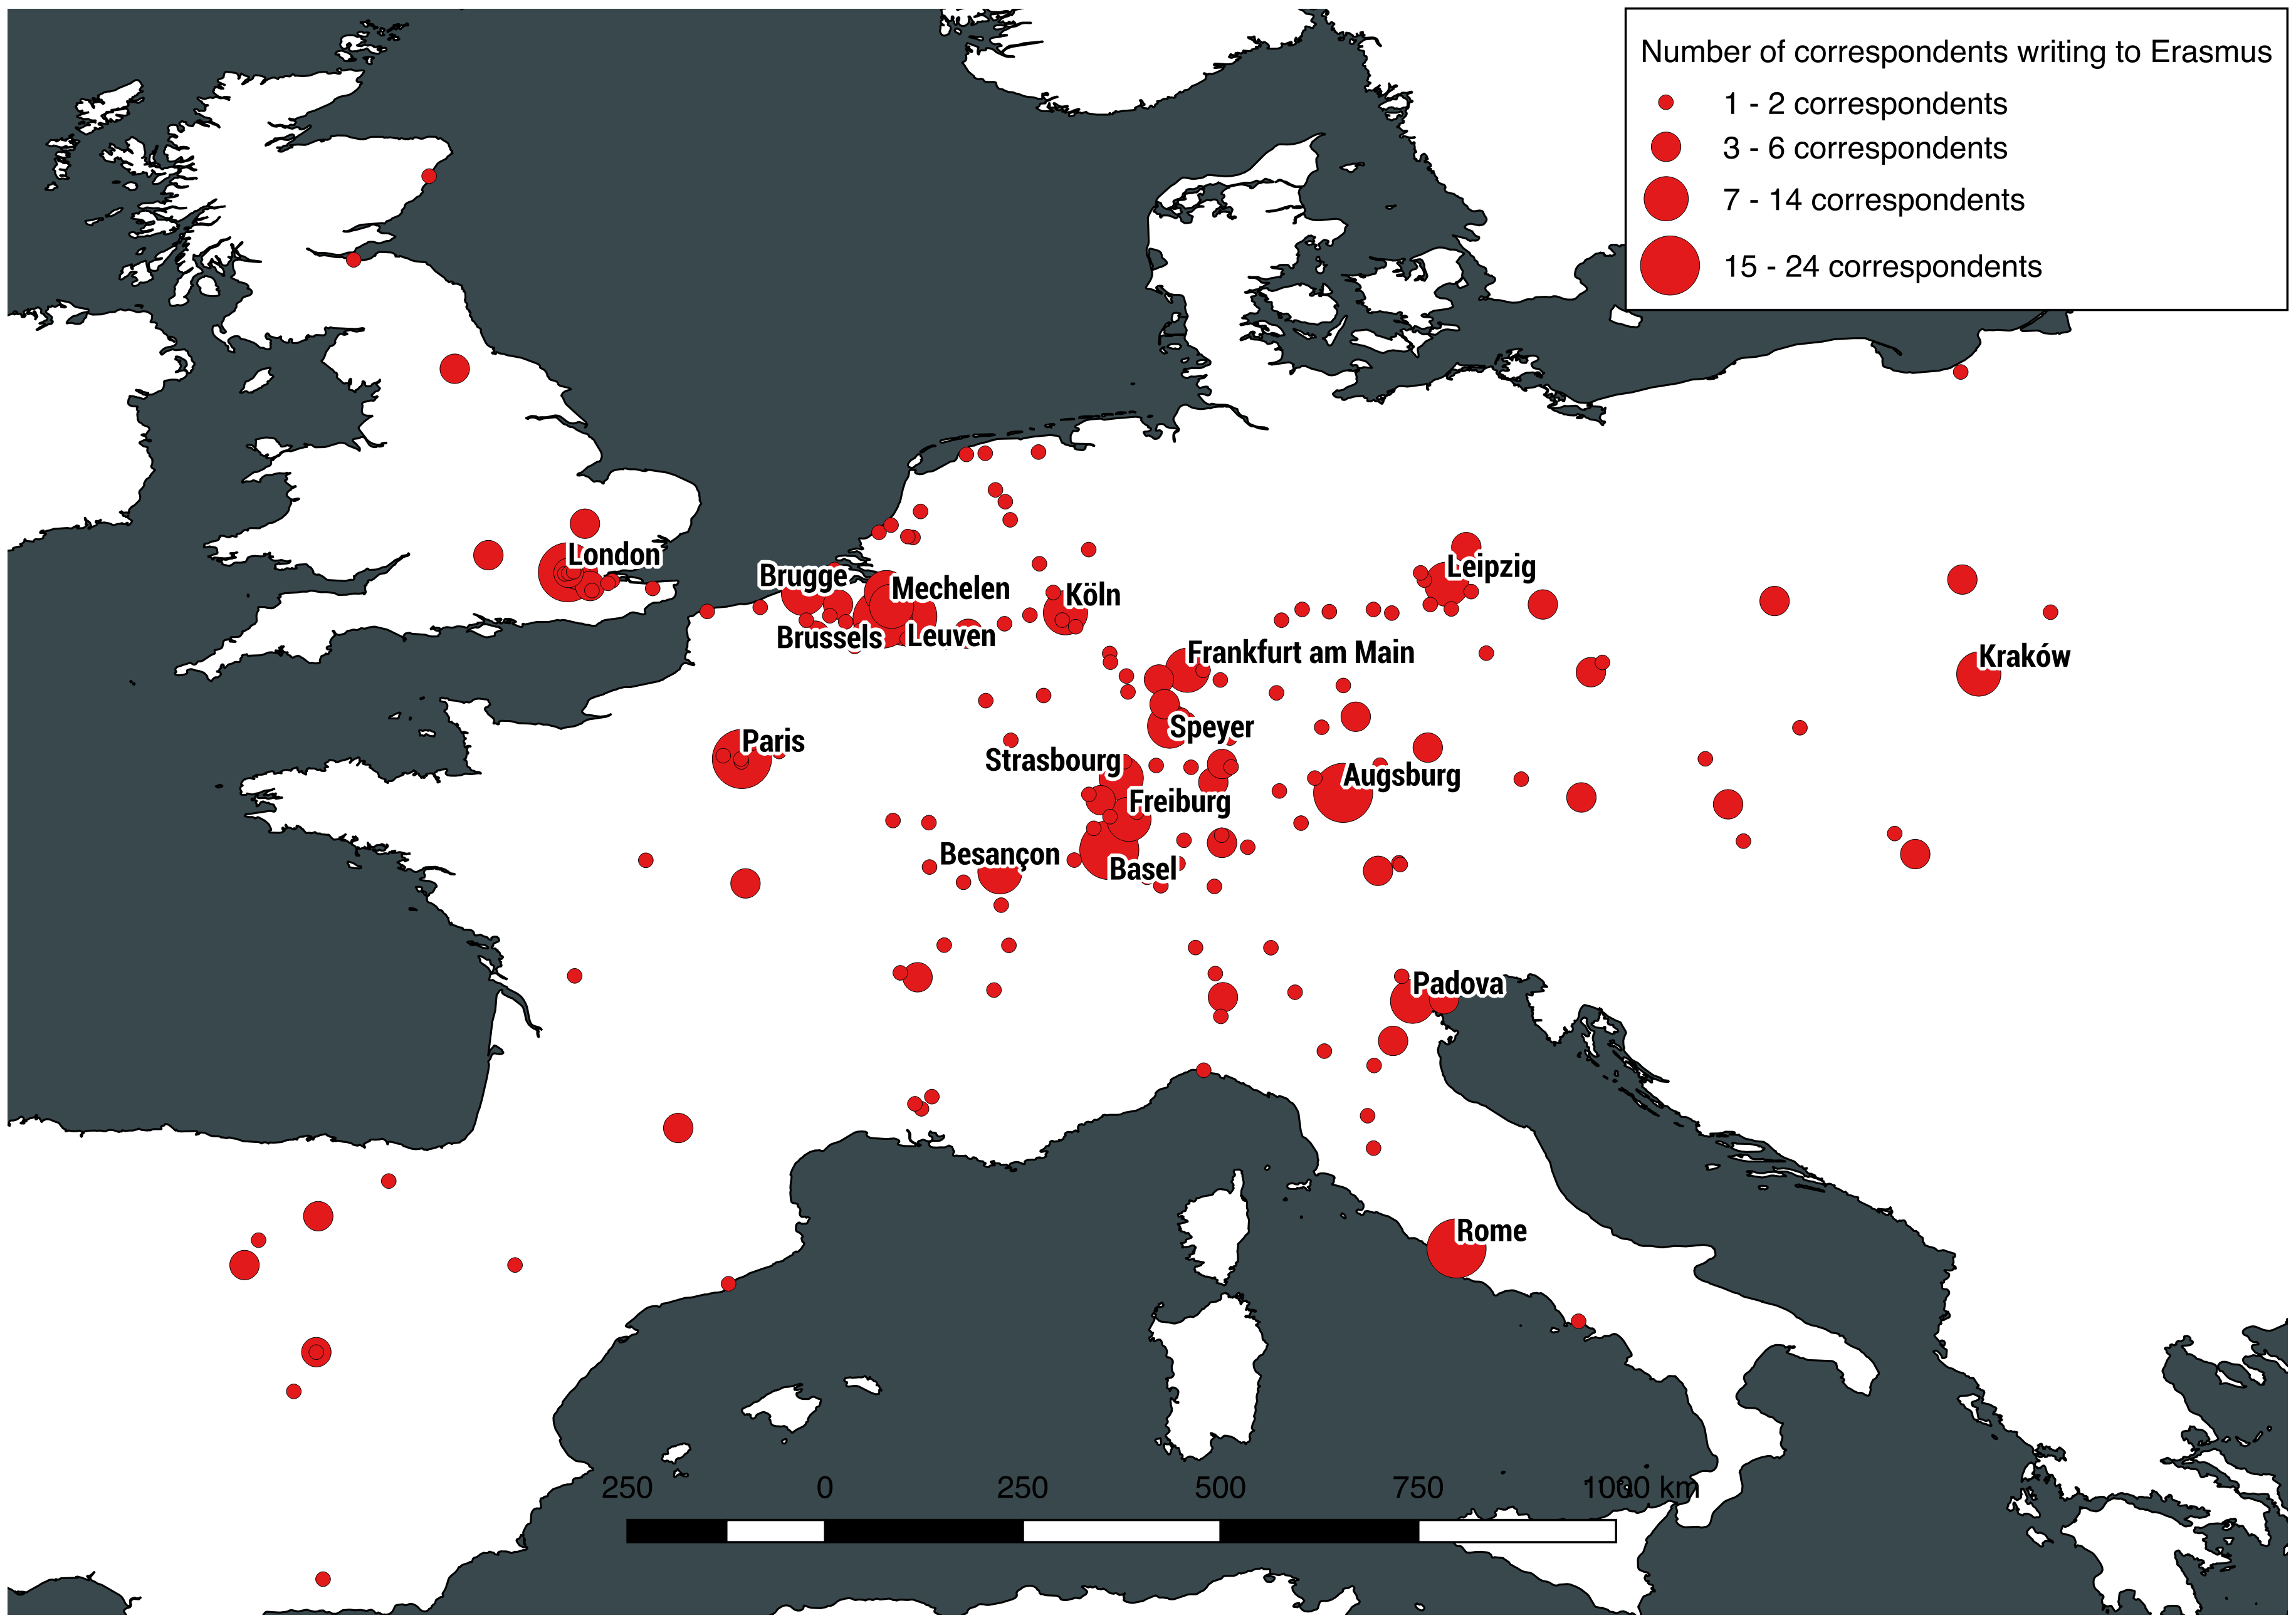 Number of correspondents writing to Erasmus
1 - 2 correspondents
3 - 6 correspondents
7 - 14 correspondents
15 - 24 correspondents
London
Leipzig
Brugge
Mechelen
Köln
Brussels
Leuven
Frankfurt am Main
Kraków
Speyer
Paris
Strasbourg
Augsburg
Freiburg
Besançon
Basel
Padova
Rome
250 0 250 500 750 1000 km